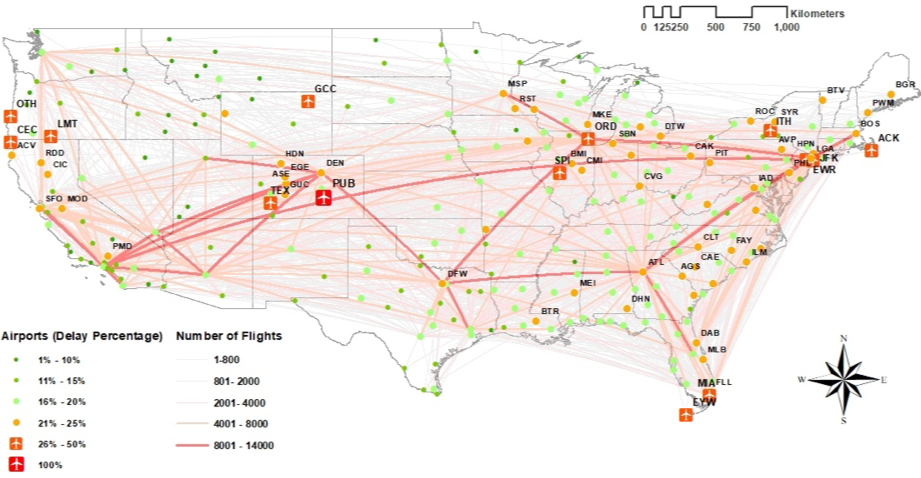 Kilometers
0 125250 500 750 1,000
GCC
OTH
LMT
CEC
ACV
RDD
CIC
SFO MOD
PMD
HDN
EGE
DEN
ASE
GUC
TEX
PUB
MSP
RST
MKE
ORD
SBN
DTW
BMI
SPI
CMI
CVG
CAK
PIT
ROC SYR
ITH
AVP
HPN
LGA
JFK
PHL
EWR
IAD
BTV
BGR
PWM
BOS
ACK
DFW
BTR
MEI
ATL
AGS
CAE
CLT
FAY
ILM
DHN
DAB
MLB
MIA FLL
EYW
N
W E
S
Airports (Delay Percentage)
1% - 10%
11% - 15%
16% - 20%
21% - 25%
26% - 50%
100%
Number of Flights
1-800
801- 2000
2001- 4000
4001 - 8000
8001 - 14000